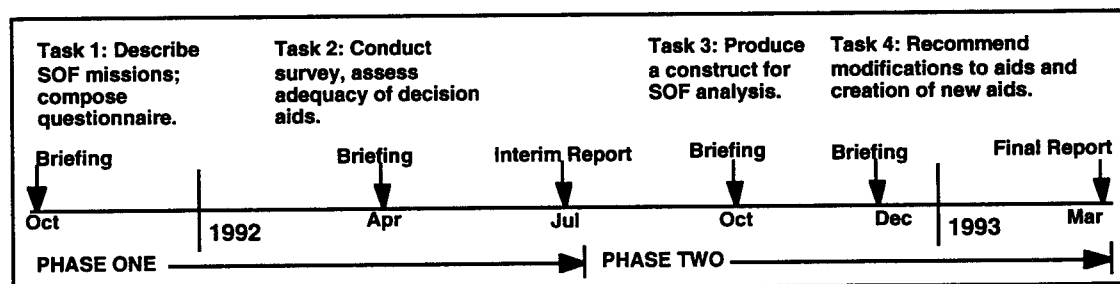 Task 1: Describe
SOF missions;
compose
questionnaire.
Task 2: Conduct
survey, assess
adequacy of decision
aids.
Task 3: Produce
a construct for
SOF analysis.
Task 4: Recommend
modifications to aids and
creation of new aids.
Briefing
Briefing
Interim Report
Briefing
Briefing
Final Report
Oct
1992
Apr
Jul
Oct
Dec
1993
Mar
PHASE ONE
PHASE TWO